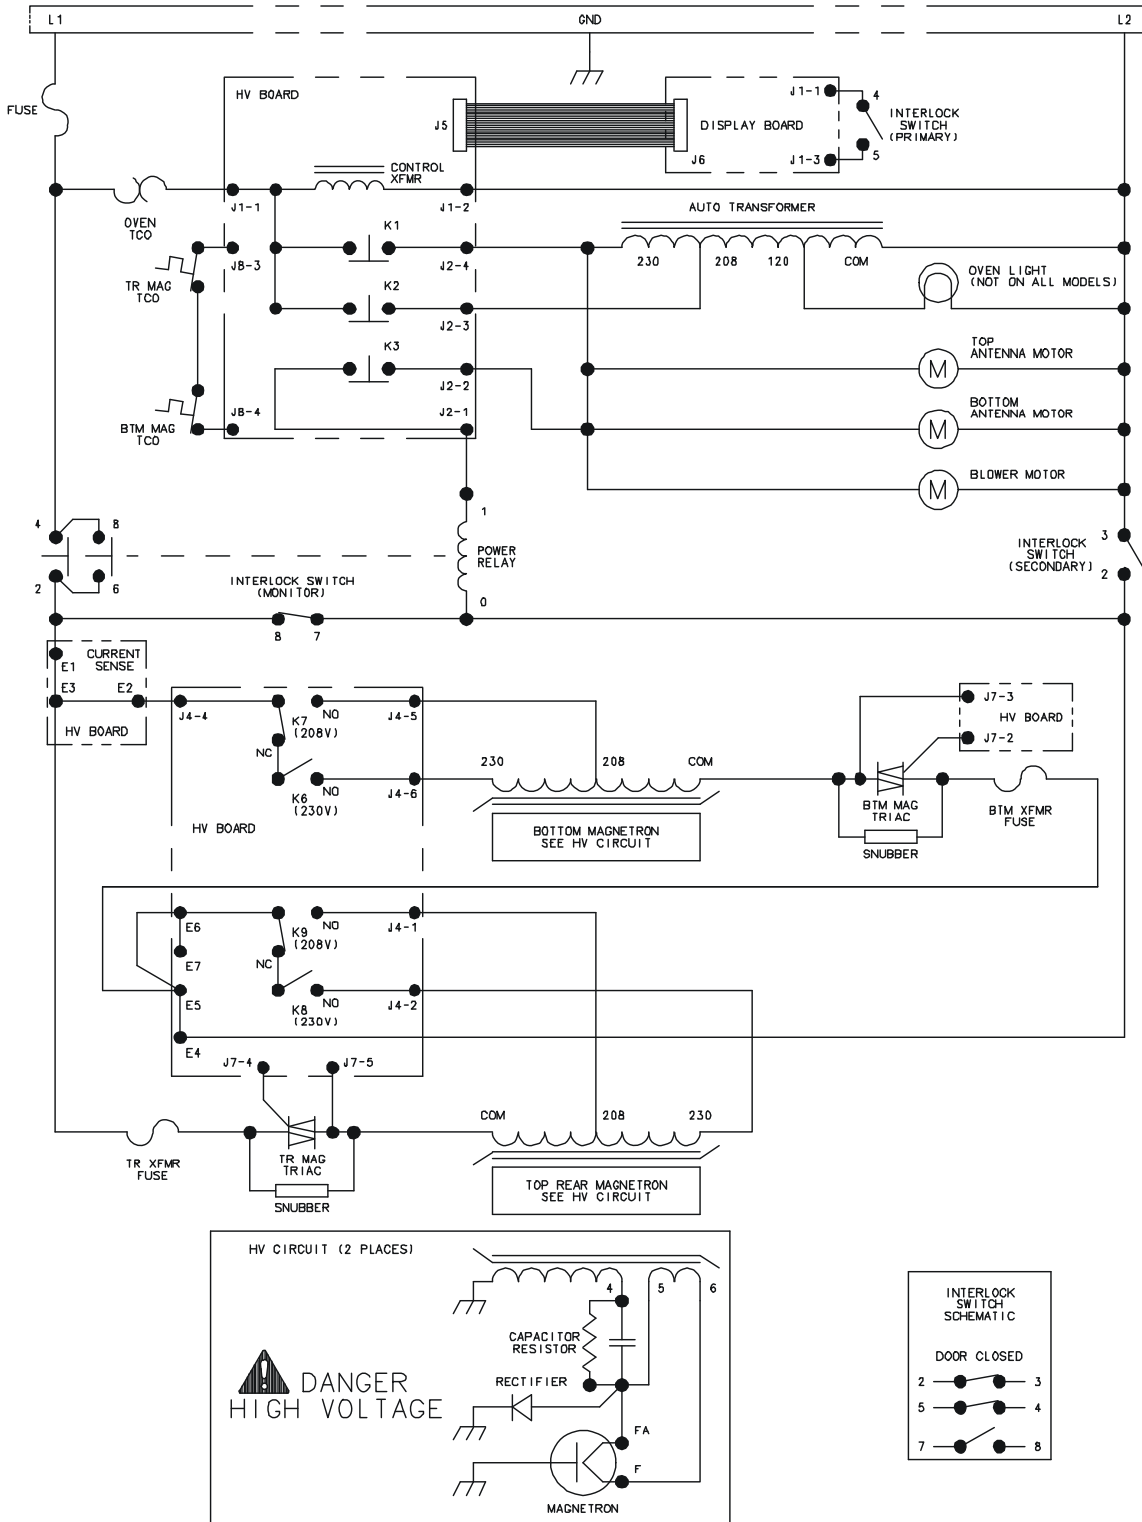 L1
GND
L2
FUSE
HV BOARD
J5
J6
DISPLAY BOARD
J1-1
J1-3
4
5
INTERLOCK
SWITCH
(PRIMARY)
CONTROL
XFMR
OVEN
TCO
J1-1
J1-2
AUTO TRANSFORMER
K1
J8-3
J2-4
230
208
120
COM
TR MAG
TCO
OVEN LIGHT
(NOT ON ALL MODELS)
K2
J2-3
K3
TOP
ANTENNA MOTOR
M
J2-2
BTM MAG
TCO
J8-4
J2-1
BOTTOM
ANTENNA MOTOR
M
BLOWER MOTOR
M
4
8
2
6
1
POWER
RELAY
0
INTERLOCK
SWITCH
(SECONDARY)
3
2
INTERLOCK SWITCH
(MONITOR)
8
7
E1
CURRENT
SENSE
E3
E2
HV BOARD
J4-4
K7
(208V)
NO
J4-5
NC
K6
(230V)
NO
J4-6
HV BOARD
230
208
COM
BOTTOM MAGNETRON
SEE HV CIRCUIT
J7-3
HV BOARD
J7-2
BTM MAG
TRIAC
SNUBBER
BTM XFMR
FUSE
E6
E7
E5
E4
K9
(208V)
NO
J4-1
NC
K8
(230V)
NO
J4-2
J7-4
J7-5
TR XFMR
FUSE
TR MAG
TRIAC
SNUBBER
COM
208
230
TOP REAR MAGNETRON
SEE HV CIRCUIT
HV CIRCUIT (2 PLACES)
4
5
6
CAPACITOR
RESISTOR
RECTIFIER
DANGER
HIGH VOLTAGE
FA
F
MAGNETRON
INTERLOCK
SWITCH
SCHEMATIC
DOOR CLOSED
2 3
5 4
7 8